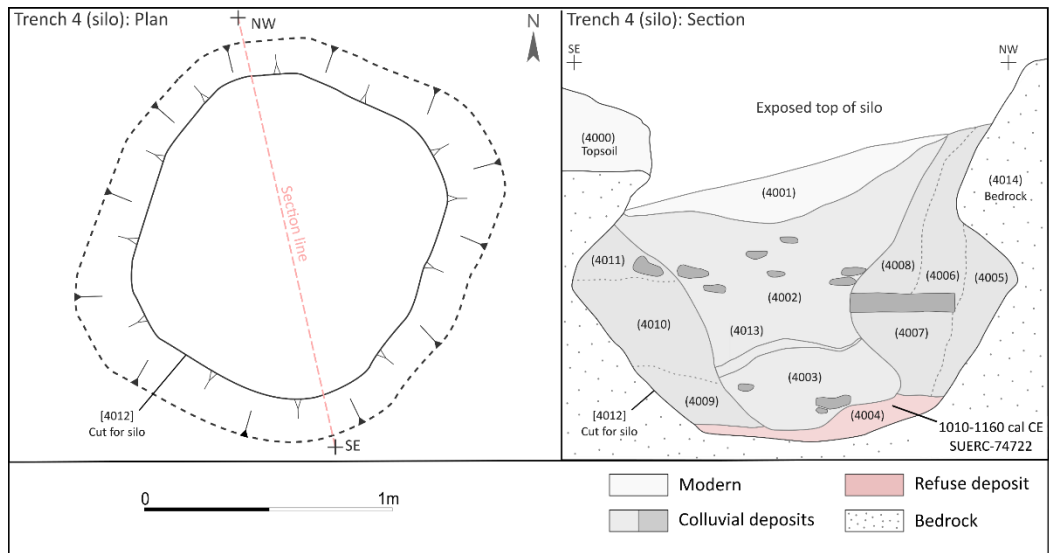 Trench 4 (silo): Plan
NW
N
Section line
[4012]
Cut for silo
SE
Trench 4 (silo): Section
SE
NW
Exposed top of silo
(4000)
Topsoil
(4001)
(4014)
Bedrock
(4011)
(4008)
(4006)
(4005)
(4002)
(4010)
(4013)
(4007)
(4003)
(4009)
(4004)
[4012]
Cut for silo
1010-1160 cal CE
SUERC-74722
0
1m
Modern
Refuse deposit
Colluvial deposits
Bedrock